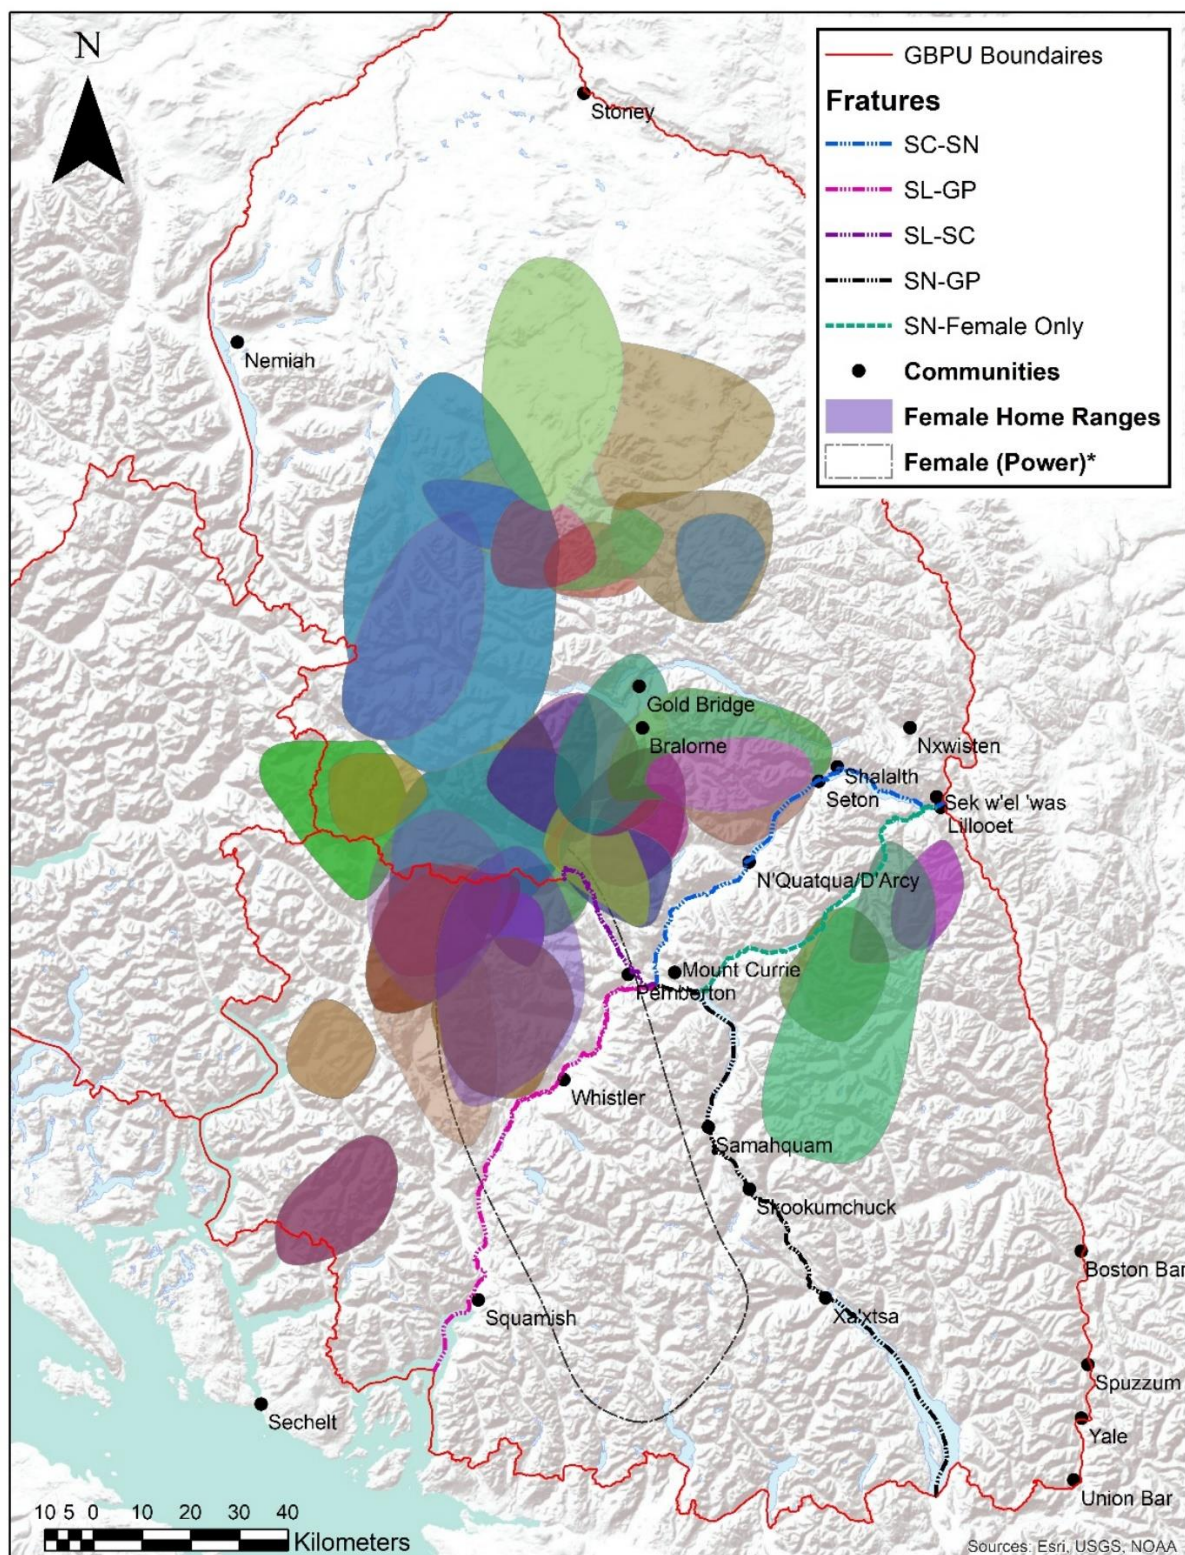 N
GBPU Boundaires
Fratures
SC-SN
SL-GP
SL-SC
SN-GP
SN-Female Only
Communities
Female Home Ranges
Female (Power)*
Stoney
Nemiah
Gold Bridge
Bralorne
Nxwisten
Shalalth
Seton
Sek w'el 'was
Lillooet
N'Quatqua/D'Arcy
Mount Currie
Pemberton
Whistler
Samahquam
Skookumchuck
Boston Bar
Xa'xtsa
Squamish
Spuzzum
Sechelt
Yale
Union Bar
10 5 0 10 20 30 40
Kilometers
Sources: Esri, USGS, NOAA